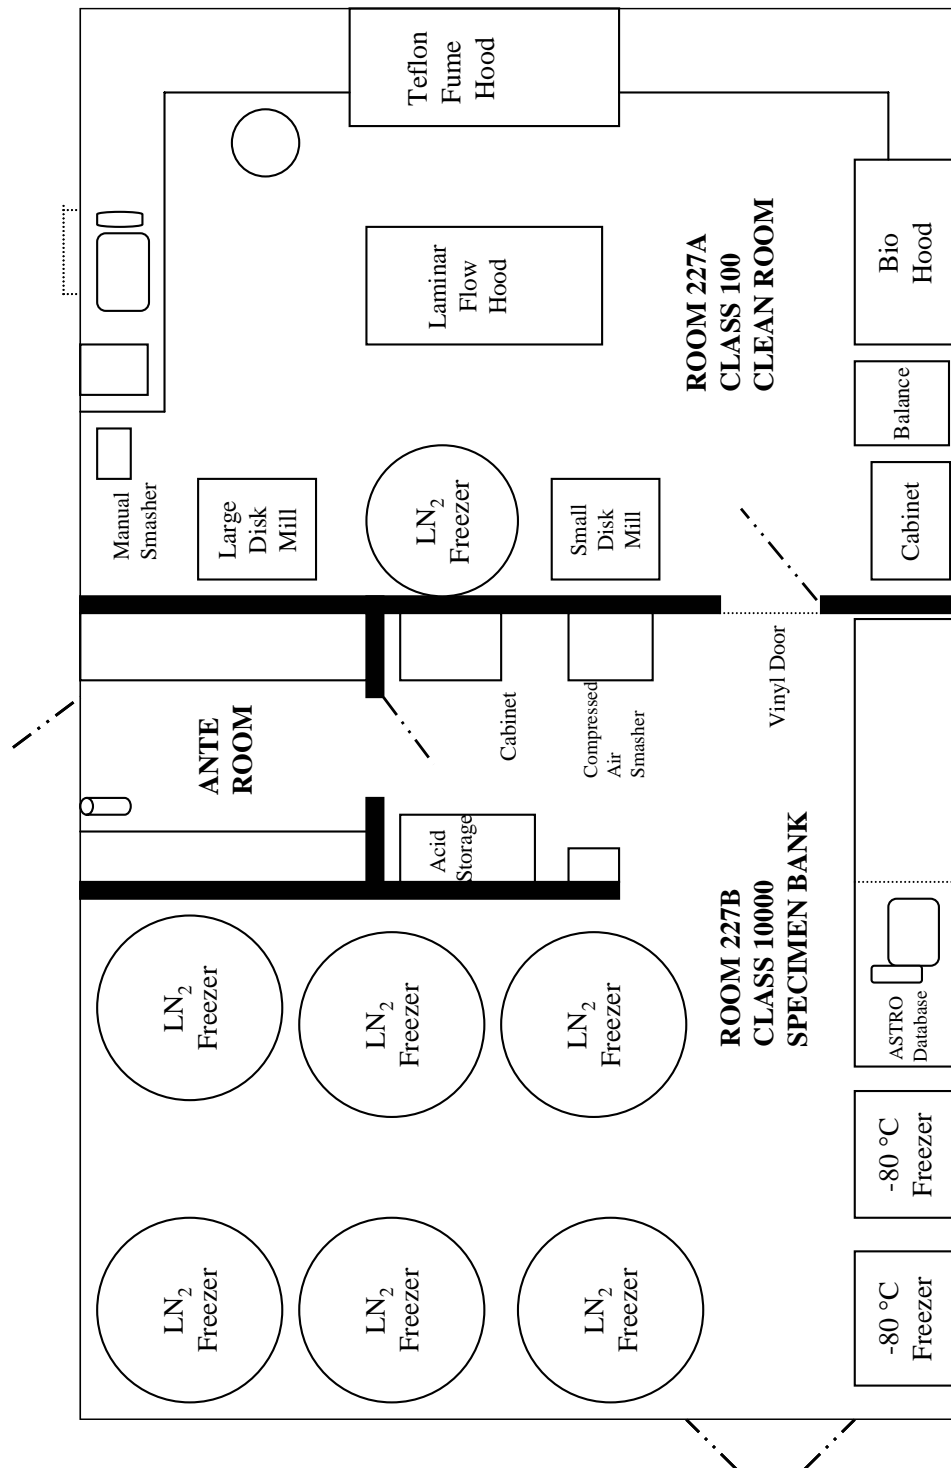 Teflon
Fume
Hood
Laminar
Flow
Hood
ROOM 227A
CLASS 100
CLEAN ROOM
Bio
Hood
Balance
Cabinet
Manual
Smasher
Large
Disk
Mill
LN₂
Freezer
Small
Disk
Mill
ANTE
ROOM
Cabinet
Compressed
Air
Smasher
Vinyl Door
Acid
Storage
ROOM 227B
CLASS 10000
SPECIMEN BANK
ASTRO
Database
LN₂
Freezer
LN₂
Freezer
LN₂
Freezer
-80 °C
Freezer
LN₂
Freezer
LN₂
Freezer
LN₂
Freezer
-80 °C
Freezer